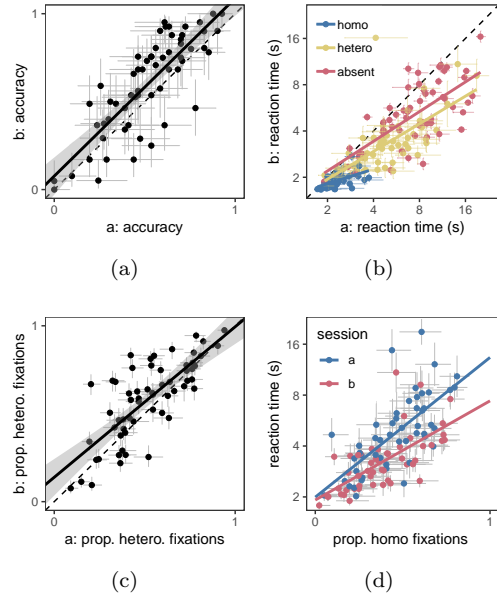 1
b: accuracy
0
0
1
a: accuracy
(a)
homo
hetero
absent
16
8
4
2
b: reaction time (s)
2
4
8
16
a: reaction time (s)
(b)
1
b: prop. hetero. fixations
0
0
1
a: prop. hetero. fixations
(c)
session
a
b
16
8
4
2
reaction time (s)
0
1
prop. homo fixations
(d)